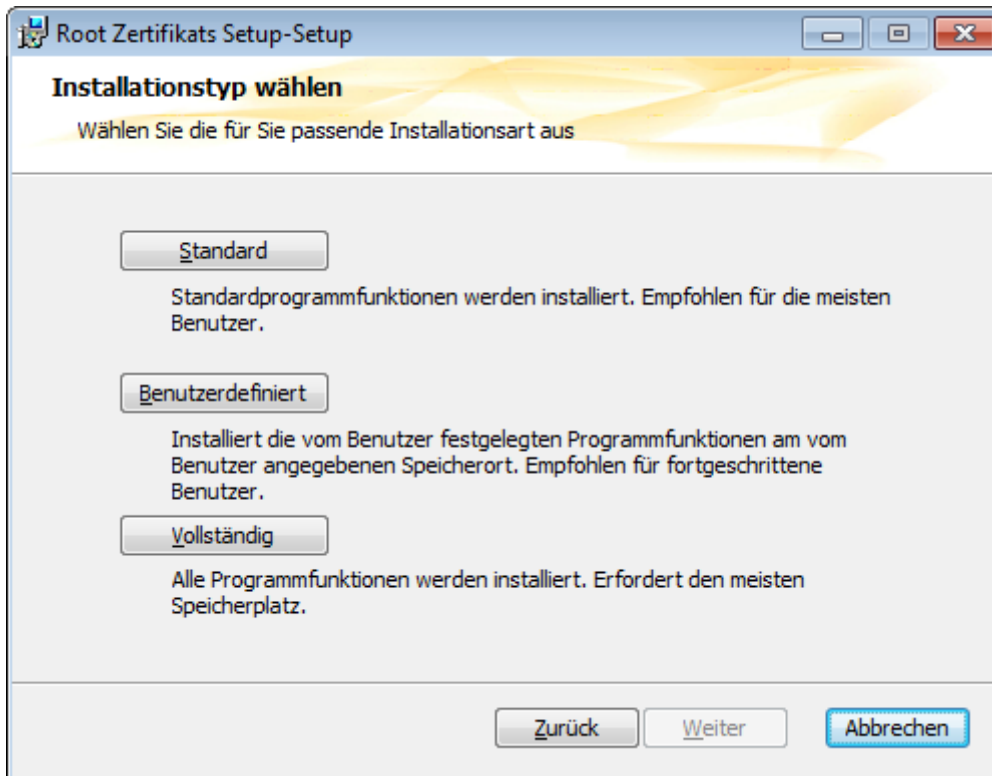 Root Zertifikats Setup-Setup
Installationstyp wählen
Wählen Sie die für Sie passende Installationsart aus
Standard
Standardprogrammfunktionen werden installiert. Empfohlen für die meisten
Benutzer.
Benutzerdefiniert
Installiert die vom Benutzer festgelegten Programmfunktionen am vom
Benutzer angegebenen Speicherort. Empfohlen für fortgeschrittene
Benutzer.
Vollständig
Alle Programmfunktionen werden installiert. Erfordert den meisten
Speicherplatz.
Zurück Weiter Abbrechen